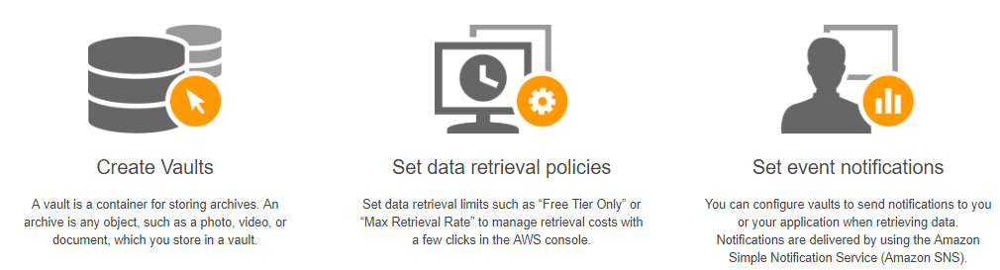 Create Vaults
A vault is a container for storing archives. An
archive is any object, such as a photo, video, or
document, which you store in a vault.
Set data retrieval policies
Set data retrieval limits such as “Free Tier Only” or
“Max Retrieval Rate” to manage retrieval costs with
a few clicks in the AWS console.
Set event notifications
You can configure vaults to send notifications to you
or your application when retrieving data.
Notifications are delivered by using the Amazon
Simple Notification Service (Amazon SNS).